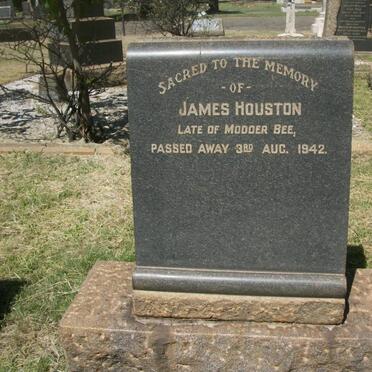 SACRED TO THE MEMORY
- OF -
JAMES HOUSTON
LATE OF MODDER BEE,
PASSED AWAY 3RD AUG. 1942.